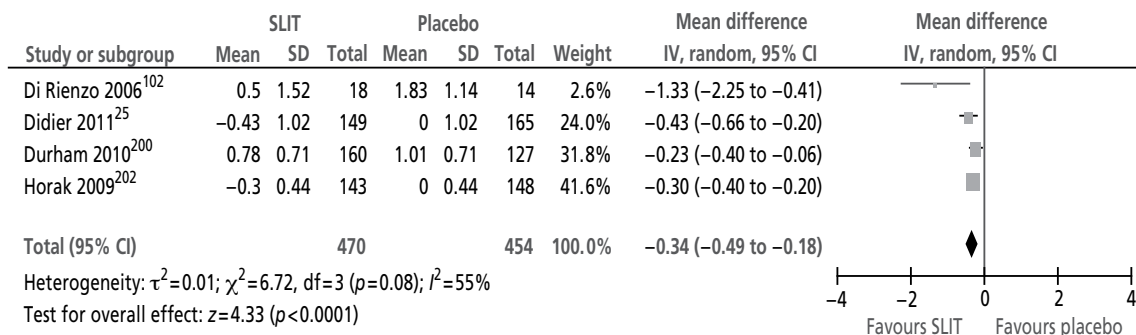 SLIT Placebo Mean difference Mean difference
Study or subgroup Mean SD Total Mean SD Total Weight IV, random, 95% CI IV, random, 95% CI
Di Rienzo 2006¹⁰² 0.5 1.52 18 1.83 1.14 14 2.6% −1.33 (−2.25 to −0.41)
Didier 2011²⁵ −0.43 1.02 149 0 1.02 165 24.0% −0.43 (−0.66 to −0.20)
Durham 2010²⁰⁰ 0.78 0.71 160 1.01 0.71 127 31.8% −0.23 (−0.40 to −0.06)
Horak 2009²⁰² −0.3 0.44 143 0 0.44 148 41.6% −0.30 (−0.40 to −0.20)
Total (95% CI) 470 454 100.0% −0.34 (−0.49 to −0.18)
Heterogeneity: τ²=0.01; χ²=6.72, df=3 (p=0.08); I²=55%
Test for overall effect: z=4.33 (p<0.0001)
−4 −2 0 2 4
Favours SLIT Favours placebo